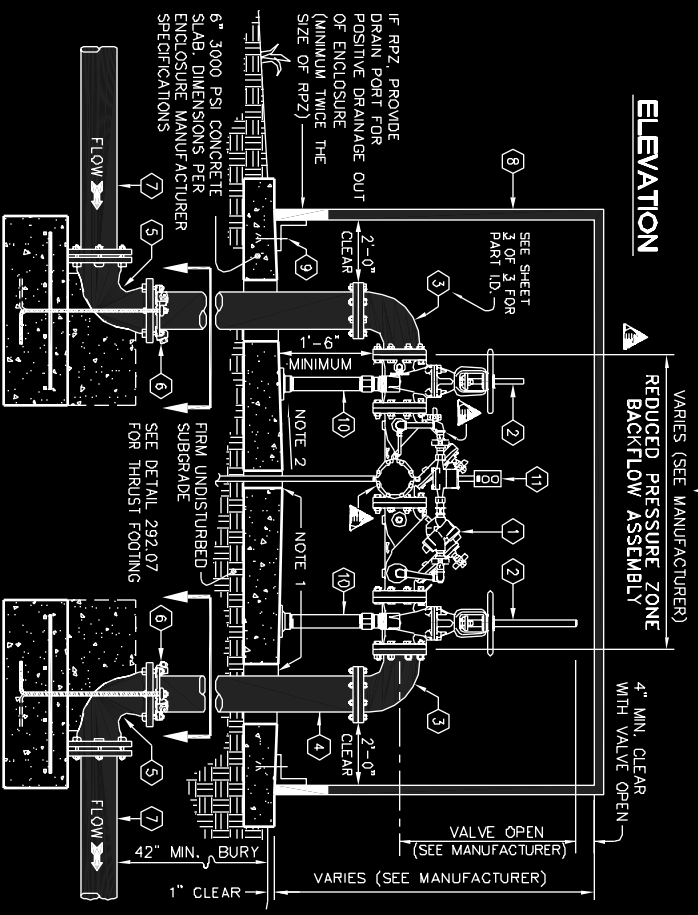 ELEVATION
IF RPZ, PROVIDE
DRAIN PORT FOR
POSITIVE DRAINAGE OUT
OF ENCLOSURE
(MINIMUM TWICE THE
SIZE OF RPZ)
6" 3000 PSI CONCRETE
SLAB. DIMENSIONS PER
ENCLOSURE MANUFACTURER
SPECIFICATIONS
8
SEE SHEET
3 OF 3 FOR
PART I.D.
3
2'-0"
CLEAR
9
FLOW
7
5
6
VARIES (SEE MANUFACTURER)
REDUCED PRESSURE ZONE
BACKFLOW ASSEMBLY
2
11
1
2
1'-6"
MINIMUM
10
10
NOTE 2
NOTE 1
FIRM UNDISTURBED
SUBGRADE
SEE DETAIL 292.07
FOR THRUST FOOTING
4" MIN. CLEAR
WITH VALVE OPEN
3
4
2'-0"
CLEAR
6
5
7
FLOW
VALVE OPEN
(SEE MANUFACTURER)
VARIES (SEE MANUFACTURER)
42" MIN. BURY
1" CLEAR